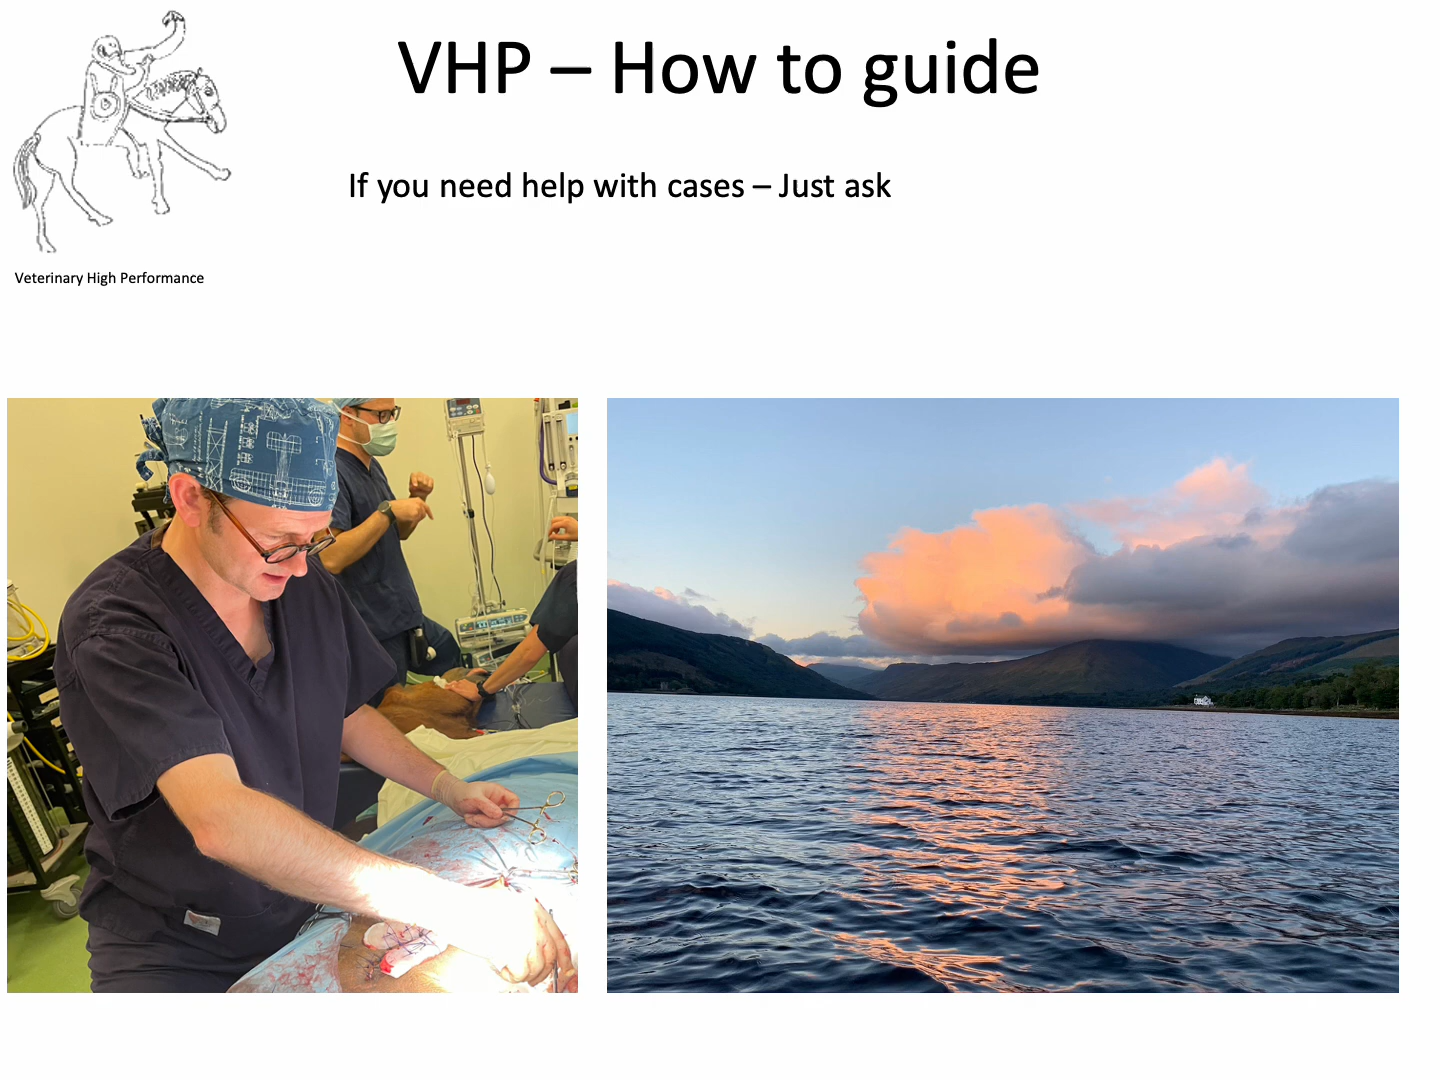 VHP – How to guide
If you need help with cases – Just ask
Veterinary High Performance